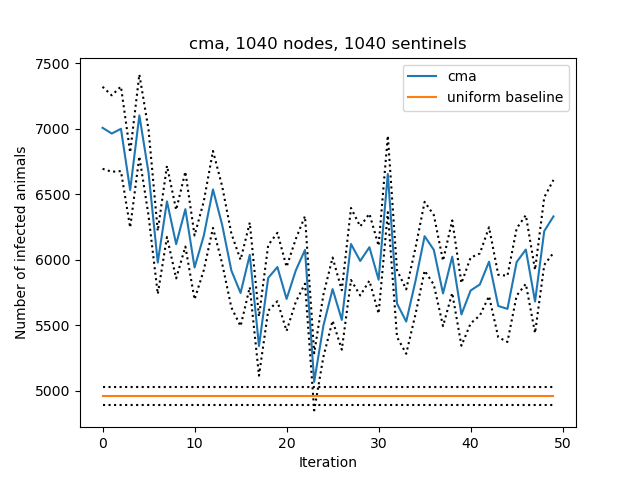 cma, 1040 nodes, 1040 sentinels
cma
uniform baseline
Number of infected animals
7500
7000
6500
6000
5500
5000
0 10 20 30 40 50
Iteration